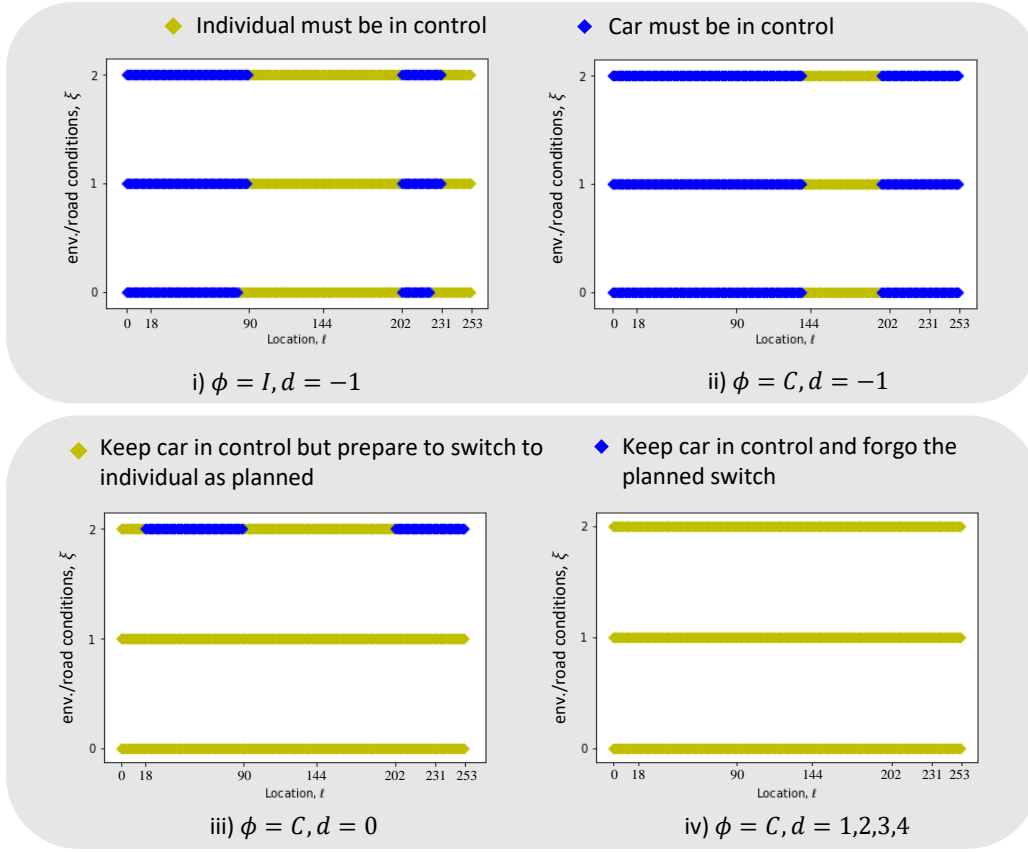 Individual must be in control
Car must be in control
env./road conditions, ξ
2
1
0
0 18 90 144 202 231 253
Location, ℓ
i) ϕ = I, d = −1
env./road conditions, ξ
2
1
0
0 18 90 144 202 231 253
Location, ℓ
ii) ϕ = C, d = −1
Keep car in control but prepare to switch to
individual as planned
Keep car in control and forgo the
planned switch
env./road conditions, ξ
2
1
0
0 18 90 144 202 231 253
Location, ℓ
iii) ϕ = C, d = 0
env./road conditions, ξ
2
1
0
0 18 90 144 202 231 253
Location, ℓ
iv) ϕ = C, d = 1,2,3,4